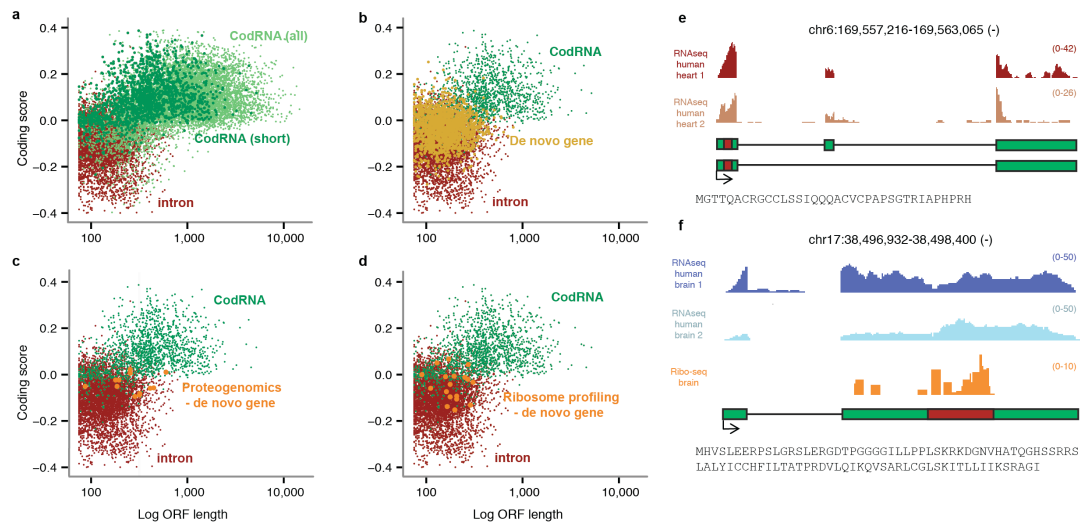 a
0.4
0.2
0.0
−0.2
−0.4
Coding score
CodRNA (all)
CodRNA (short)
intron
100
1,000
10,000
b
0.4
0.2
0.0
−0.2
−0.4
CodRNA
De novo gene
intron
100
1,000
10,000
c
0.4
0.2
0.0
−0.2
−0.4
Coding score
CodRNA
Proteogenomics
- de novo gene
intron
100
1,000
10,000
Log ORF length
d
0.4
0.2
0.0
−0.2
−0.4
CodRNA
Ribosome profiling
- de novo gene
intron
100
1,000
10,000
Log ORF length
e
chr6:169,557,216-169,563,065 (-)
RNAseq
human
heart 1
(0-42)
RNAseq
human
heart 2
(0-26)
MGTTQACRGCCLSSIQQQACVCPAPSGTRIAPHPRH
f
chr17:38,496,932-38,498,400 (-)
RNAseq
human
brain 1
(0-50)
RNAseq
human
brain 2
(0-50)
Ribo-seq
brain
(0-10)
MHVSLEERPSLGRSLERGDTPGGGGILLPPLSKRKDGNVHATQGHSSRRS
LALYICCHFILTATPRDVLQIKQVSARLCGLSKITLLIIKSRAGI